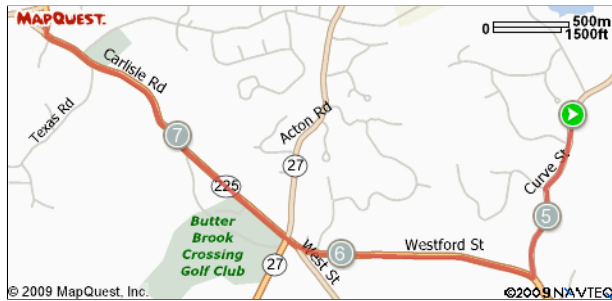 MAPQUEST.
0
500m
1500ft
Carlisle Rd
Texas Rd
7
Acton Rd
27
225
Curve St
5
Butter
Brook
Crossing
Golf Club
West St
6
Westford St
27
© 2009 MapQuest, Inc.
©2009 NAVTEQ